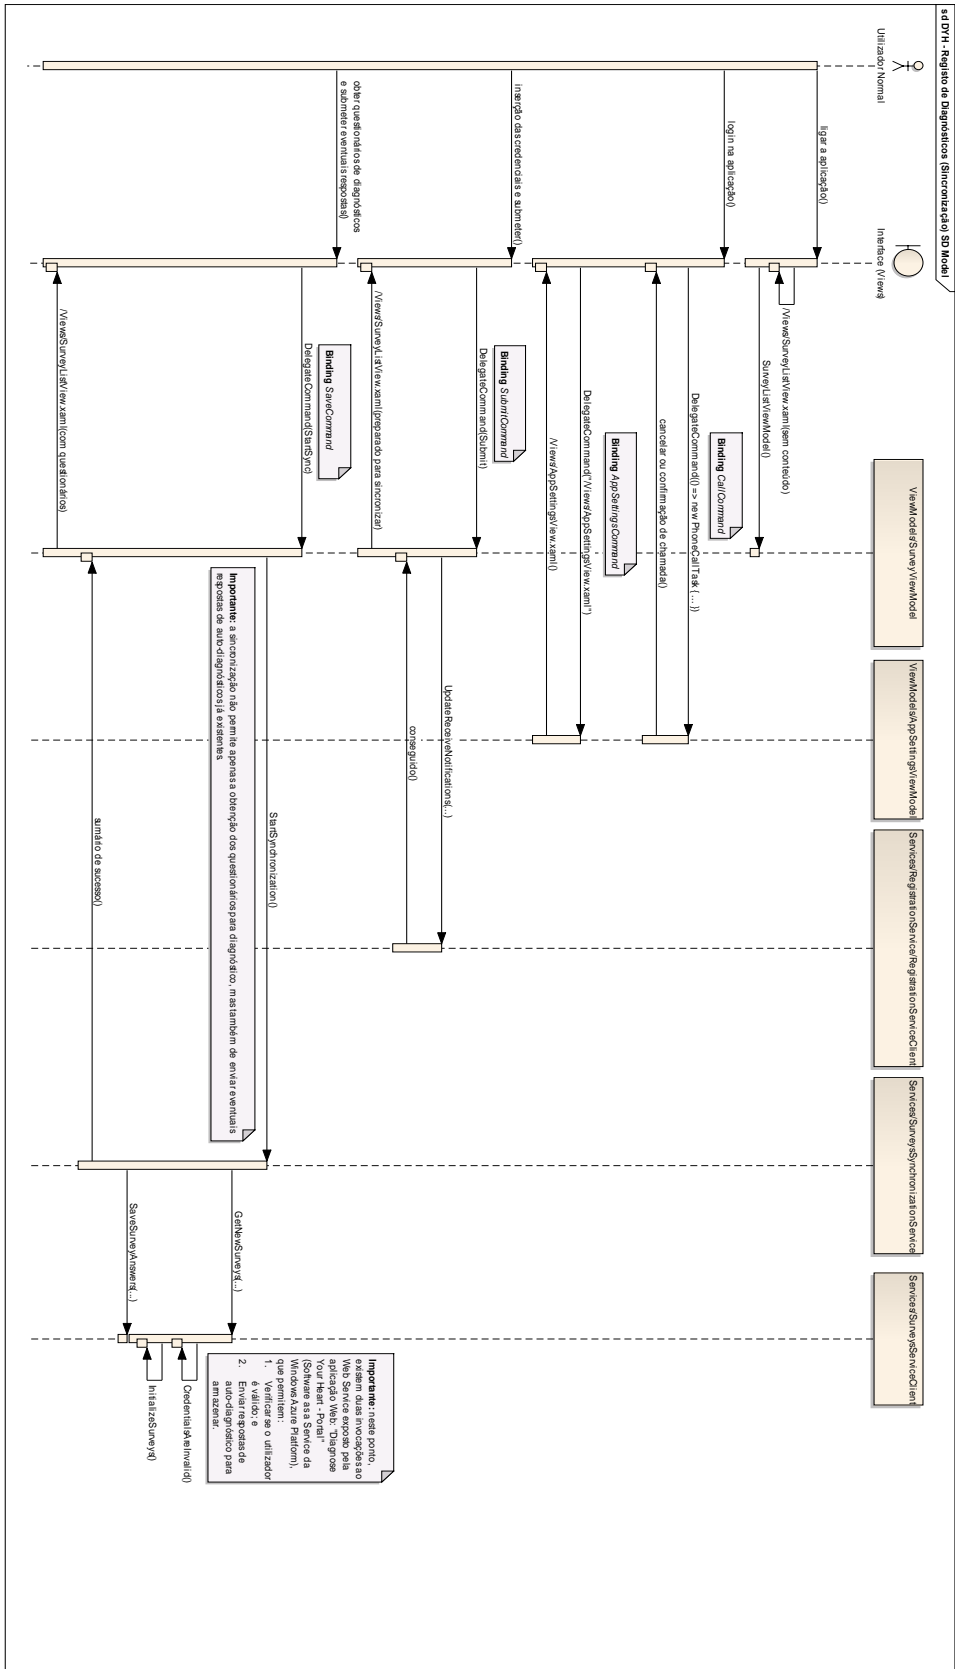 sd DYH - Registo de Diagnósticos (Sincronização) SD Model
Utilizador Normal
Interface (Views)
ViewModels/SurveyViewModel
ViewModels/AppSettingsViewModel
Services/RegistrationService/RegistrationServiceClient
Services/SurveysSynchronizationService
Services/SurveysServiceClient
ligar a aplicação()
/Views/SurveyListView.xaml(sem conteúdo)
SurveyListViewModel()
login na aplicação()
Binding CallCommand
DelegateCommand(() => new PhoneCallTask { ... })
cancelar ou confirmação de chamada()
Binding AppSettingsCommand
DelegateCommand("/Views/AppSettingsView.xaml")
/Views/AppSettingsView.xaml()
inserção das credenciais e submeter()
Binding SubmitCommand
DelegateCommand(Submit)
UpdateReceiveNotifications(...)
conseguido()
/Views/SurveyListView.xaml(preparado para sincronizar)
obter questionários de diagnósticos
e submeter eventuais respostas()
Binding SaveCommand
DelegateCommand(StartSync)
StartSynchronization()
Importante: a sincronização não permite apenas a obtenção dos questionários para diagnóstico, mas também de enviar eventuais
respostas de auto-diagnósticos já existentes.
GetNewSurveys(...)
Importante: neste ponto,
existem duas invocações ao
Web Service exposto pela
aplicação Web: "Diagnose
Your Heart - Portal"
(Software as a Service da
Windows Azure Platform),
que permitem:
1. Verificar se o utilizador
é válido; e
2. Enviar respostas de
auto-diagnóstico para
armazenar.
CredentialsAreInvalid()
InitializeSurveys()
SaveSurveyAnswers(...)
sumário de sucesso()
/Views/SurveyListView.xaml(com questionários)